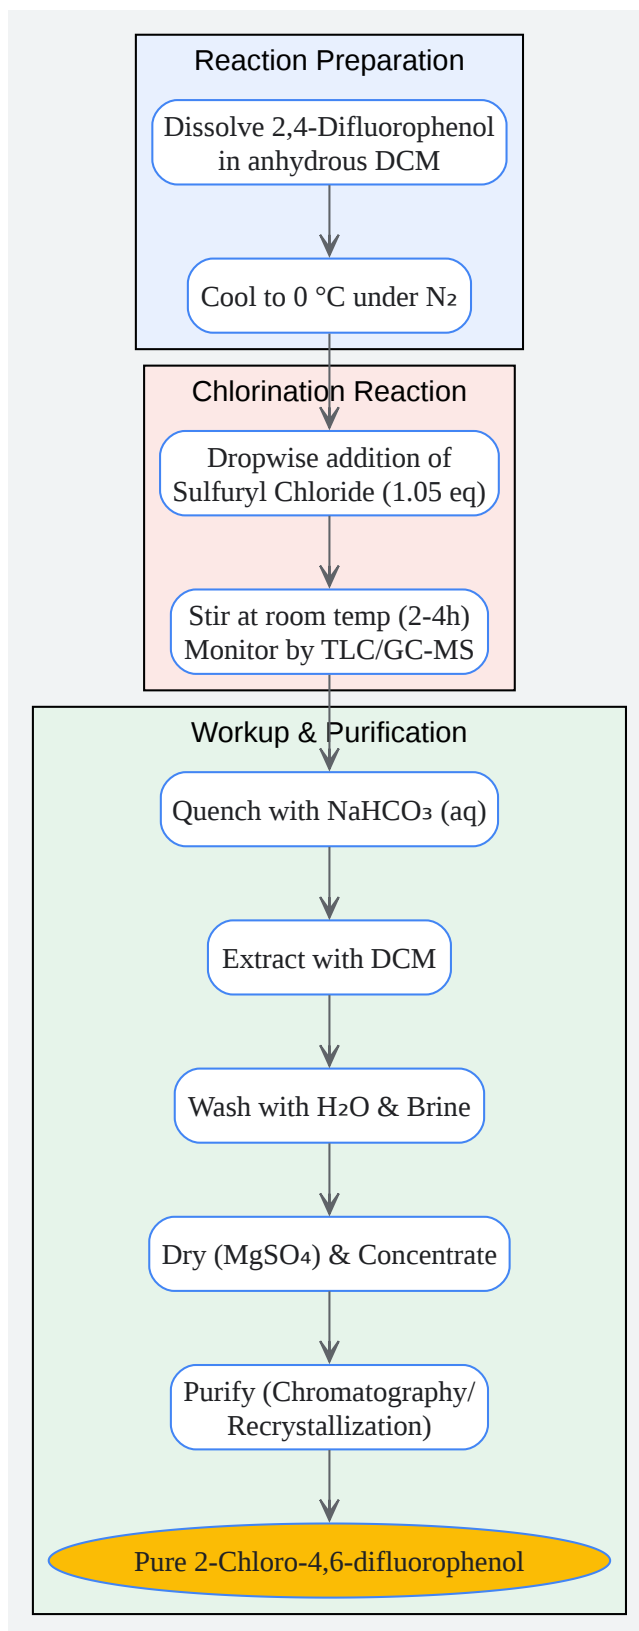 Reaction Preparation
Dissolve 2,4-Difluorophenol
in anhydrous DCM
Cool to 0 °C under N₂
Chlorination Reaction
Dropwise addition of
Sulfuryl Chloride (1.05 eq)
Stir at room temp (2-4h)
Monitor by TLC/GC-MS
Workup & Purification
Quench with NaHCO₃ (aq)
Extract with DCM
Wash with H₂O & Brine
Dry (MgSO₄) & Concentrate
Purify (Chromatography/
Recrystallization)
Pure 2-Chloro-4,6-difluorophenol